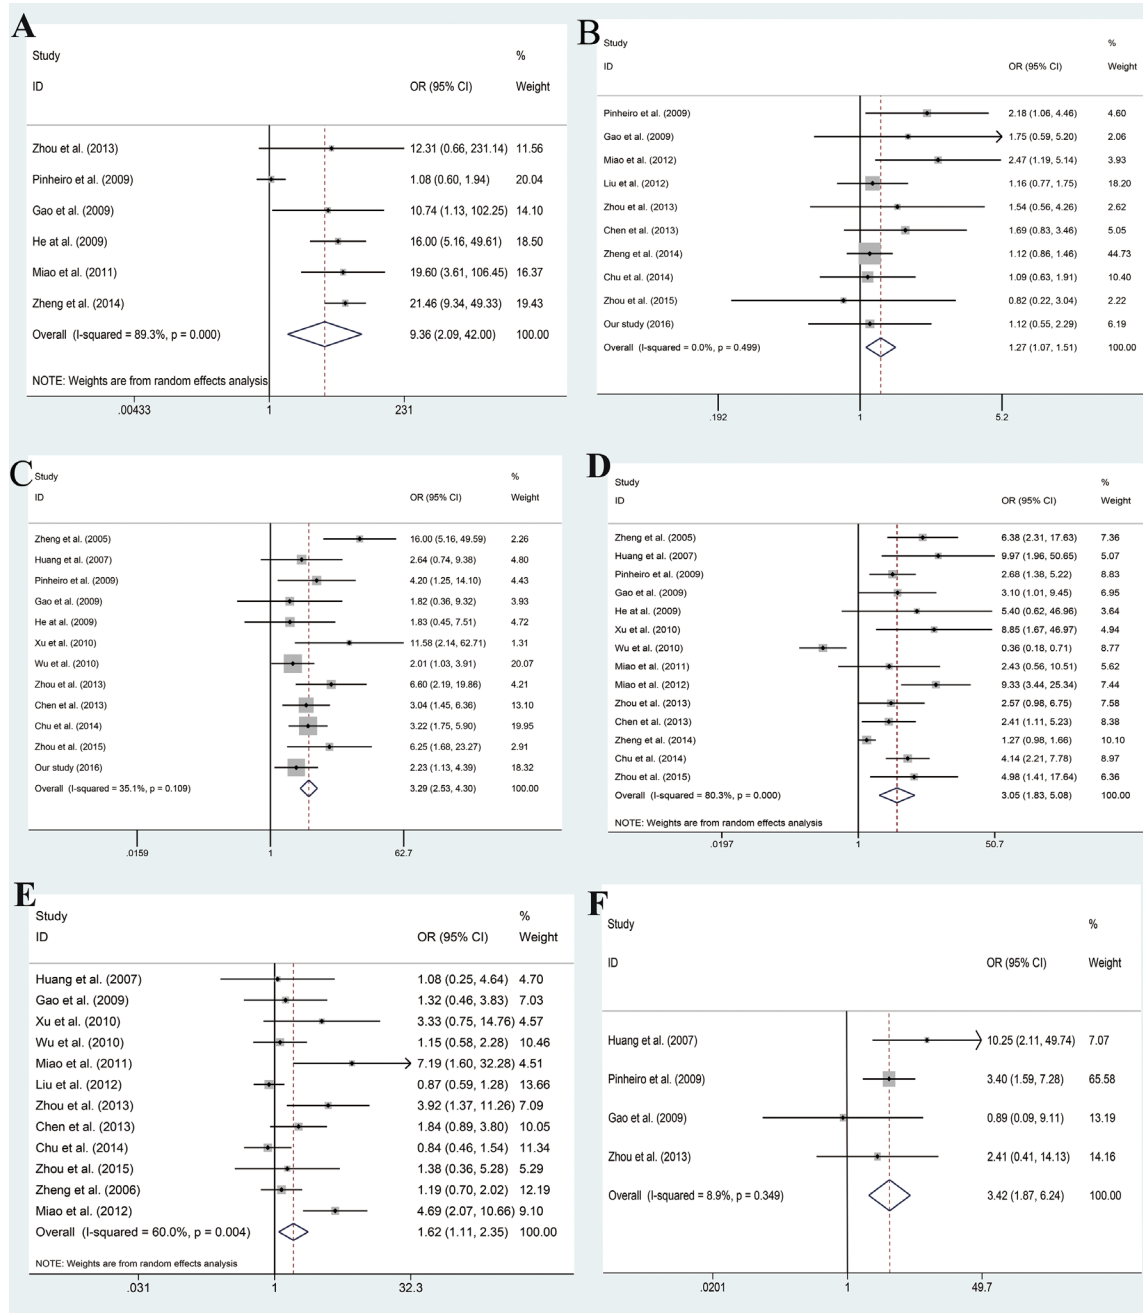 A
Study %
ID OR (95% CI) Weight
Zhou et al. (2013) 12.31 (0.66, 231.14) 11.56
Pinheiro et al. (2009) 1.08 (0.60, 1.94) 20.04
Gao et al. (2009) 10.74 (1.13, 102.25) 14.10
He at al. (2009) 16.00 (5.16, 49.61) 18.50
Miao et al. (2011) 19.60 (3.61, 106.45) 16.37
Zheng et al. (2014) 21.46 (9.34, 49.33) 19.43
Overall (I-squared = 89.3%, p = 0.000) 9.36 (2.09, 42.00) 100.00
NOTE: Weights are from random effects analysis
.00433 1 231
B
Study %
ID OR (95% CI) Weight
Pinheiro et al. (2009) 2.18 (1.06, 4.46) 4.60
Gao et al. (2009) 1.75 (0.59, 5.20) 2.06
Miao et al. (2012) 2.47 (1.19, 5.14) 3.93
Liu et al. (2012) 1.16 (0.77, 1.75) 18.20
Zhou et al. (2013) 1.54 (0.56, 4.26) 2.62
Chen et al. (2013) 1.69 (0.83, 3.46) 5.05
Zheng et al. (2014) 1.12 (0.86, 1.46) 44.73
Chu et al. (2014) 1.09 (0.63, 1.91) 10.40
Zhou et al. (2015) 0.82 (0.22, 3.04) 2.22
Our study (2016) 1.12 (0.55, 2.29) 6.19
Overall (I-squared = 0.0%, p = 0.499) 1.27 (1.07, 1.51) 100.00
.192 1 5.2
C
Study %
ID OR (95% CI) Weight
Zheng et al. (2005) 16.00 (5.16, 49.59) 2.26
Huang et al. (2007) 2.64 (0.74, 9.38) 4.80
Pinheiro et al. (2009) 4.20 (1.25, 14.10) 4.43
Gao et al. (2009) 1.82 (0.36, 9.32) 3.93
He at al. (2009) 1.83 (0.45, 7.51) 4.72
Xu et al. (2010) 11.58 (2.14, 62.71) 1.31
Wu et al. (2010) 2.01 (1.03, 3.91) 20.07
Zhou et al. (2013) 6.60 (2.19, 19.86) 4.21
Chen et al. (2013) 3.04 (1.45, 6.36) 13.10
Chu et al. (2014) 3.22 (1.75, 5.90) 19.95
Zhou et al. (2015) 6.25 (1.68, 23.27) 2.91
Our study (2016) 2.23 (1.13, 4.39) 18.32
Overall (I-squared = 35.1%, p = 0.109) 3.29 (2.53, 4.30) 100.00
.0159 1 62.7
D
Study %
ID OR (95% CI) Weight
Zheng et al. (2005) 6.38 (2.31, 17.63) 7.36
Huang et al. (2007) 9.97 (1.96, 50.65) 5.07
Pinheiro et al. (2009) 2.68 (1.38, 5.22) 8.83
Gao et al. (2009) 3.10 (1.01, 9.45) 6.95
He at al. (2009) 5.40 (0.62, 46.96) 3.64
Xu et al. (2010) 8.85 (1.67, 46.97) 4.94
Wu et al. (2010) 0.36 (0.18, 0.71) 8.77
Miao et al. (2011) 2.43 (0.56, 10.51) 5.62
Miao et al. (2012) 9.33 (3.44, 25.34) 7.44
Zhou et al. (2013) 2.57 (0.98, 6.75) 7.58
Chen et al. (2013) 2.41 (1.11, 5.23) 8.38
Zheng et al. (2014) 1.27 (0.98, 1.66) 10.10
Chu et al. (2014) 4.14 (2.21, 7.78) 8.97
Zhou et al. (2015) 4.98 (1.41, 17.64) 6.36
Overall (I-squared = 80.3%, p = 0.000) 3.05 (1.83, 5.08) 100.00
NOTE: Weights are from random effects analysis
.0197 1 50.7
E
Study %
ID OR (95% CI) Weight
Huang et al. (2007) 1.08 (0.25, 4.64) 4.70
Gao et al. (2009) 1.32 (0.46, 3.83) 7.03
Xu et al. (2010) 3.33 (0.75, 14.76) 4.57
Wu et al. (2010) 1.15 (0.58, 2.28) 10.46
Miao et al. (2011) 7.19 (1.60, 32.28) 4.51
Liu et al. (2012) 0.87 (0.59, 1.28) 13.66
Zhou et al. (2013) 3.92 (1.37, 11.26) 7.09
Chen et al. (2013) 1.84 (0.89, 3.80) 10.05
Chu et al. (2014) 0.84 (0.46, 1.54) 11.34
Zhou et al. (2015) 1.38 (0.36, 5.28) 5.29
Zheng et al. (2006) 1.19 (0.70, 2.02) 12.19
Miao et al. (2012) 4.69 (2.07, 10.66) 9.10
Overall (I-squared = 60.0%, p = 0.004) 1.62 (1.11, 2.35) 100.00
NOTE: Weights are from random effects analysis
.031 1 32.3
F
Study %
ID OR (95% CI) Weight
Huang et al. (2007) 10.25 (2.11, 49.74) 7.07
Pinheiro et al. (2009) 3.40 (1.59, 7.28) 65.58
Gao et al. (2009) 0.89 (0.09, 9.11) 13.19
Zhou et al. (2013) 2.41 (0.41, 14.13) 14.16
Overall (I-squared = 8.9%, p = 0.349) 3.42 (1.87, 6.24) 100.00
.0201 1 49.7